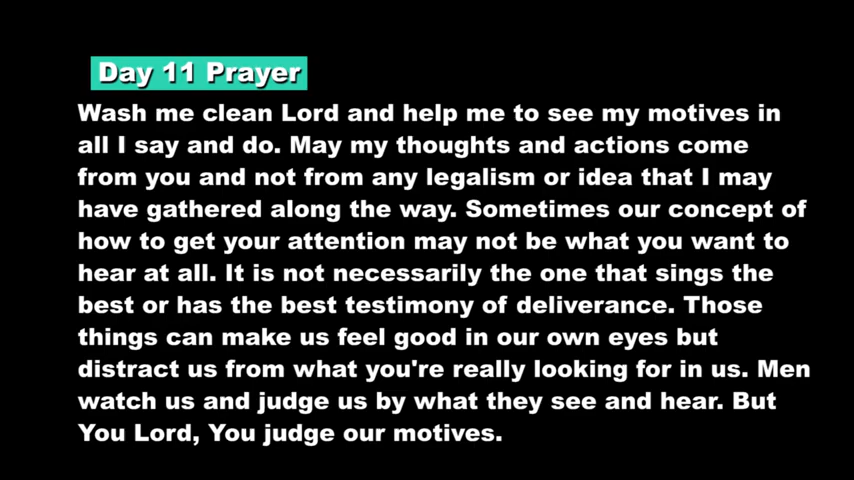 Day 11 Prayer
Wash me clean Lord and help me to see my motives in
all I say and do. May my thoughts and actions come
from you and not from any legalism or idea that I may
have gathered along the way. Sometimes our concept of
how to get your attention may not be what you want to
hear at all. It is not necessarily the one that sings the
best or has the best testimony of deliverance. Those
things can make us feel good in our own eyes but
distract us from what you're really looking for in us. Men
watch us and judge us by what they see and hear. But
You Lord, You judge our motives.